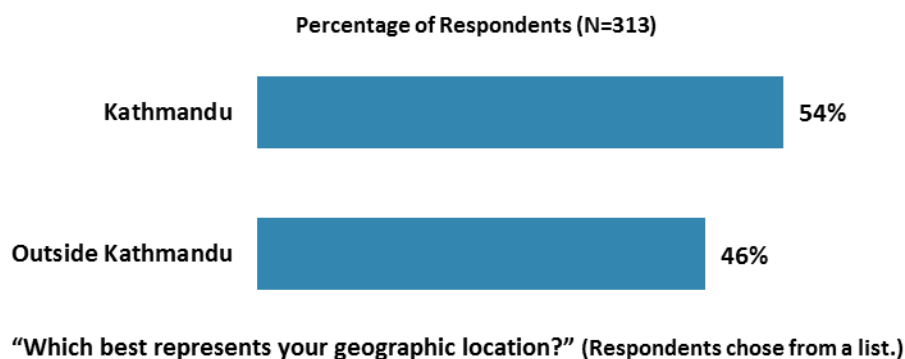 Percentage of Respondents (N=313)
Kathmandu 54%
Outside Kathmandu 46%
“Which best represents your geographic location?” (Respondents chose from a list.)